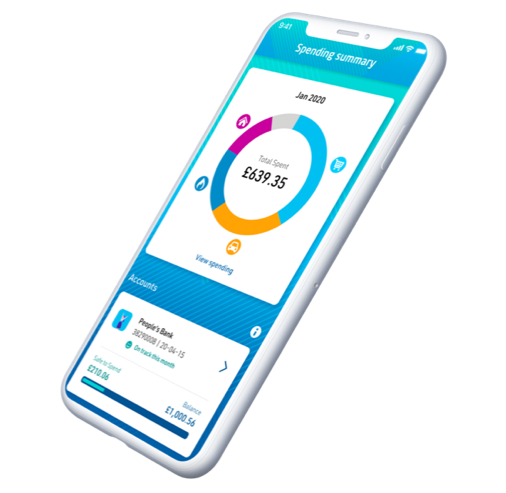 9:41
Spending summary
Jan 2020
Total Spent
£639.35
View spending
Accounts
i
People's Bank
38290008 | 20-04-15
On track this month
Safe to Spend
£210.06
Balance
£1,000.56